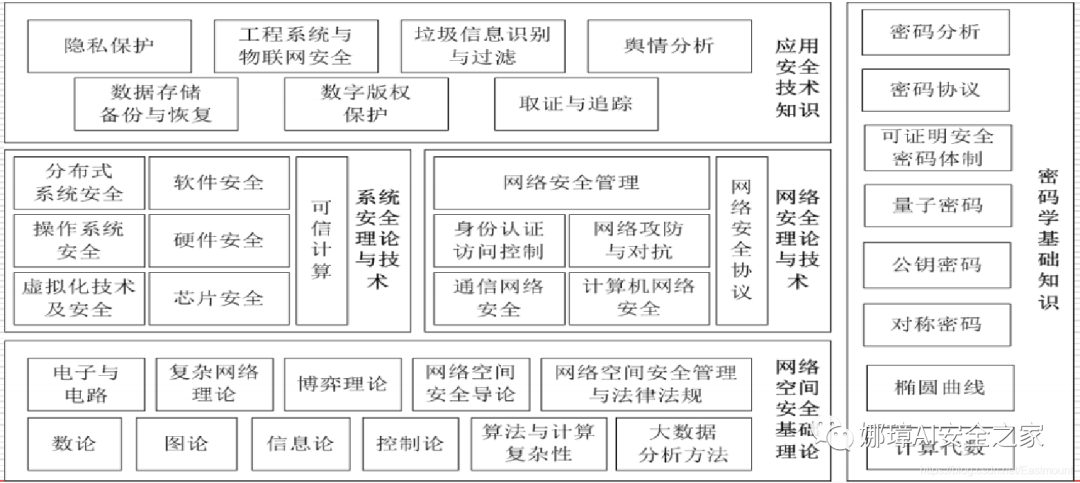 隐私保护
工程系统与
物联网安全
垃圾信息识别
与过滤
舆情分析
数据存储
备份与恢复
数字版权
保护
取证与追踪
应用
安全
技术
知识
分布式
系统安全
软件安全
操作系统
安全
硬件安全
虚拟化技术
及安全
芯片安全
可信计算
系统
安全
理论
与技术
网络安全管理
身份认证
访问控制
网络攻防
与对抗
通信网络
安全
计算机网络
安全
网络安全协议
网络
安全
理论
与技术
电子与
电路
复杂网络
理论
博弈理论
网络空间
安全导论
网络空间安全管理
与法律法规
数论
图论
信息论
控制论
算法与计算
复杂性
大数据
分析方法
网络
空间
安全
基础
理论
密码分析
密码协议
可证明安全
密码体制
量子密码
公钥密码
对称密码
椭圆曲线
计算代数
密码学基础知识
娜璋AI安全之家
https://blog.csdn.net/Eastmount